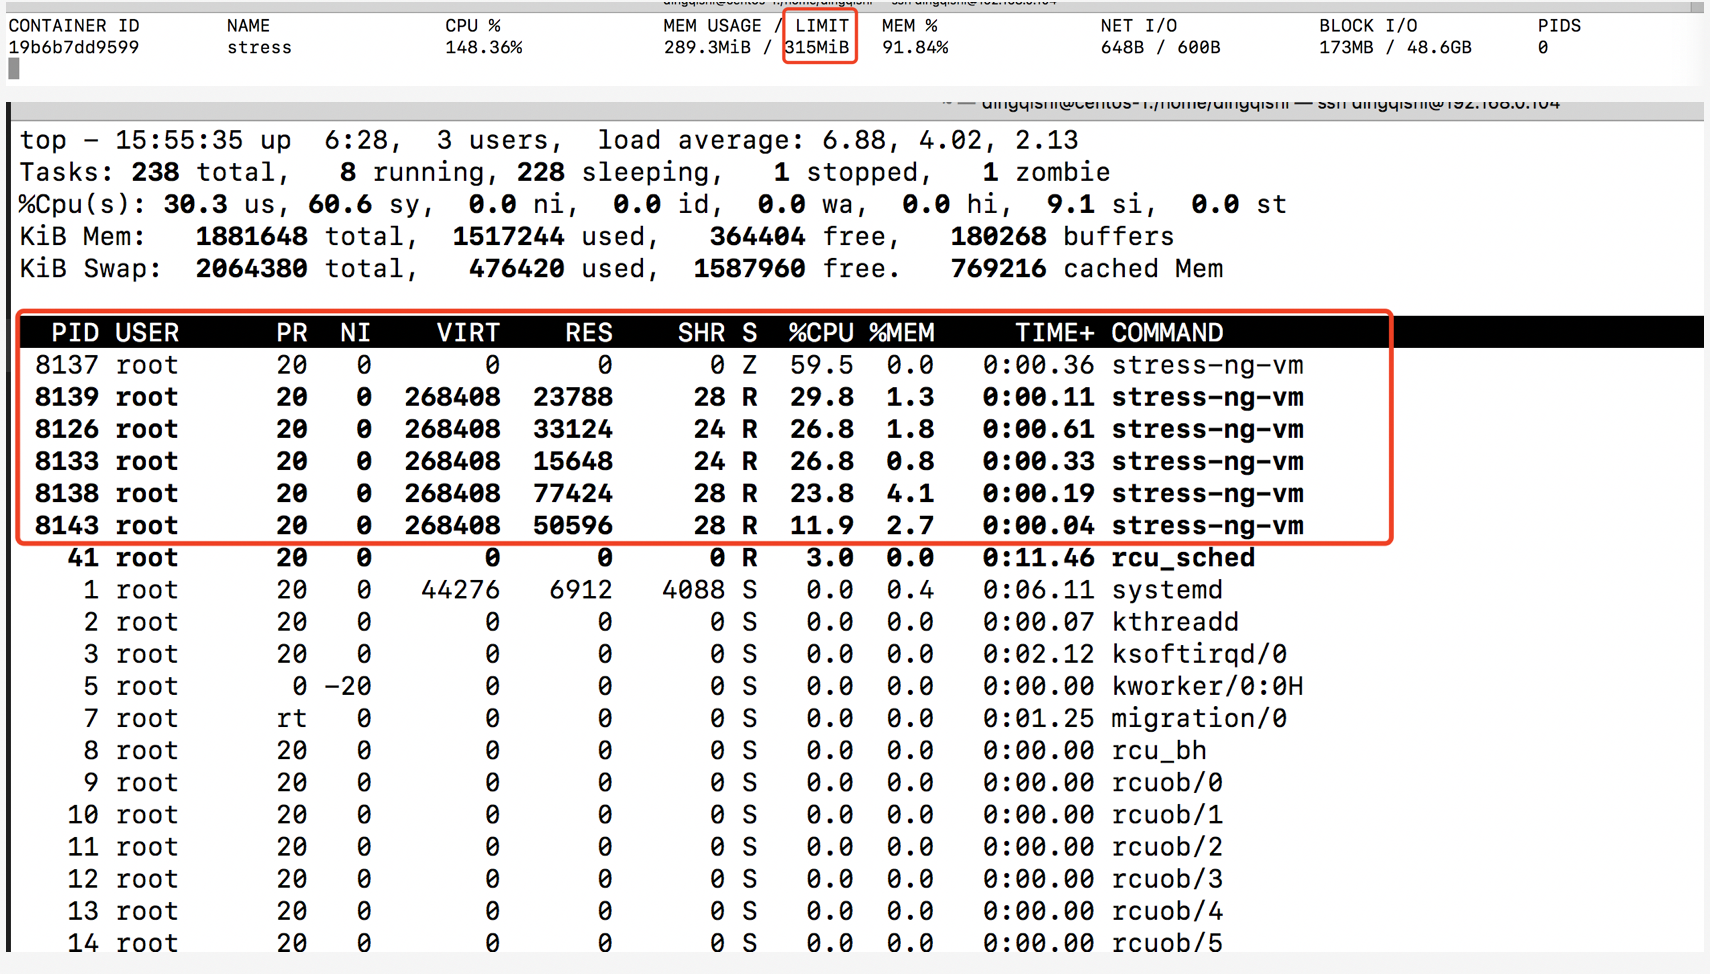 CONTAINER ID NAME CPU % MEM USAGE / LIMIT MEM % NET I/O BLOCK I/O PIDS
19b6b7dd9599 stress 148.36% 289.3MiB / 315MiB 91.84% 648B / 600B 173MB / 48.6GB 0
~ — dingqishi@centos-1:/home/dingqishi — ssh dingqishi@192.168.0.104
top - 15:55:35 up 6:28, 3 users, load average: 6.88, 4.02, 2.13
Tasks: 238 total, 8 running, 228 sleeping, 1 stopped, 1 zombie
%Cpu(s): 30.3 us, 60.6 sy, 0.0 ni, 0.0 id, 0.0 wa, 0.0 hi, 9.1 si, 0.0 st
KiB Mem: 1881648 total, 1517244 used, 364404 free, 180268 buffers
KiB Swap: 2064380 total, 476420 used, 1587960 free. 769216 cached Mem
PID USER PR NI VIRT RES SHR S %CPU %MEM TIME+ COMMAND
8137 root 20 0 0 0 0 Z 59.5 0.0 0:00.36 stress-ng-vm
8139 root 20 0 268408 23788 28 R 29.8 1.3 0:00.11 stress-ng-vm
8126 root 20 0 268408 33124 24 R 26.8 1.8 0:00.61 stress-ng-vm
8133 root 20 0 268408 15648 24 R 26.8 0.8 0:00.33 stress-ng-vm
8138 root 20 0 268408 77424 28 R 23.8 4.1 0:00.19 stress-ng-vm
8143 root 20 0 268408 50596 28 R 11.9 2.7 0:00.04 stress-ng-vm
41 root 20 0 0 0 0 R 3.0 0.0 0:11.46 rcu_sched
1 root 20 0 44276 6912 4088 S 0.0 0.4 0:06.11 systemd
2 root 20 0 0 0 0 S 0.0 0.0 0:00.07 kthreadd
3 root 20 0 0 0 0 S 0.0 0.0 0:02.12 ksoftirqd/0
5 root 0 -20 0 0 0 S 0.0 0.0 0:00.00 kworker/0:0H
7 root rt 0 0 0 0 S 0.0 0.0 0:01.25 migration/0
8 root 20 0 0 0 0 S 0.0 0.0 0:00.00 rcu_bh
9 root 20 0 0 0 0 S 0.0 0.0 0:00.00 rcuob/0
10 root 20 0 0 0 0 S 0.0 0.0 0:00.00 rcuob/1
11 root 20 0 0 0 0 S 0.0 0.0 0:00.00 rcuob/2
12 root 20 0 0 0 0 S 0.0 0.0 0:00.00 rcuob/3
13 root 20 0 0 0 0 S 0.0 0.0 0:00.00 rcuob/4
14 root 20 0 0 0 0 S 0.0 0.0 0:00.00 rcuob/5